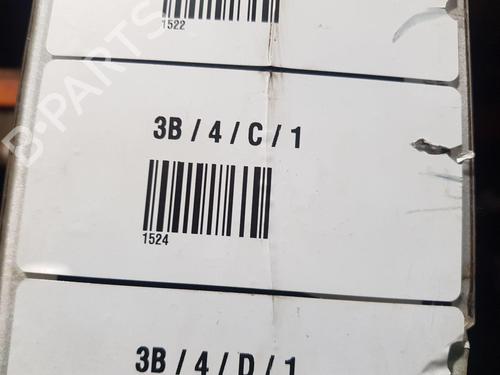 1522
3B / 4 / C / 1
1524
3B / 4 / D / 1
B-PARTS